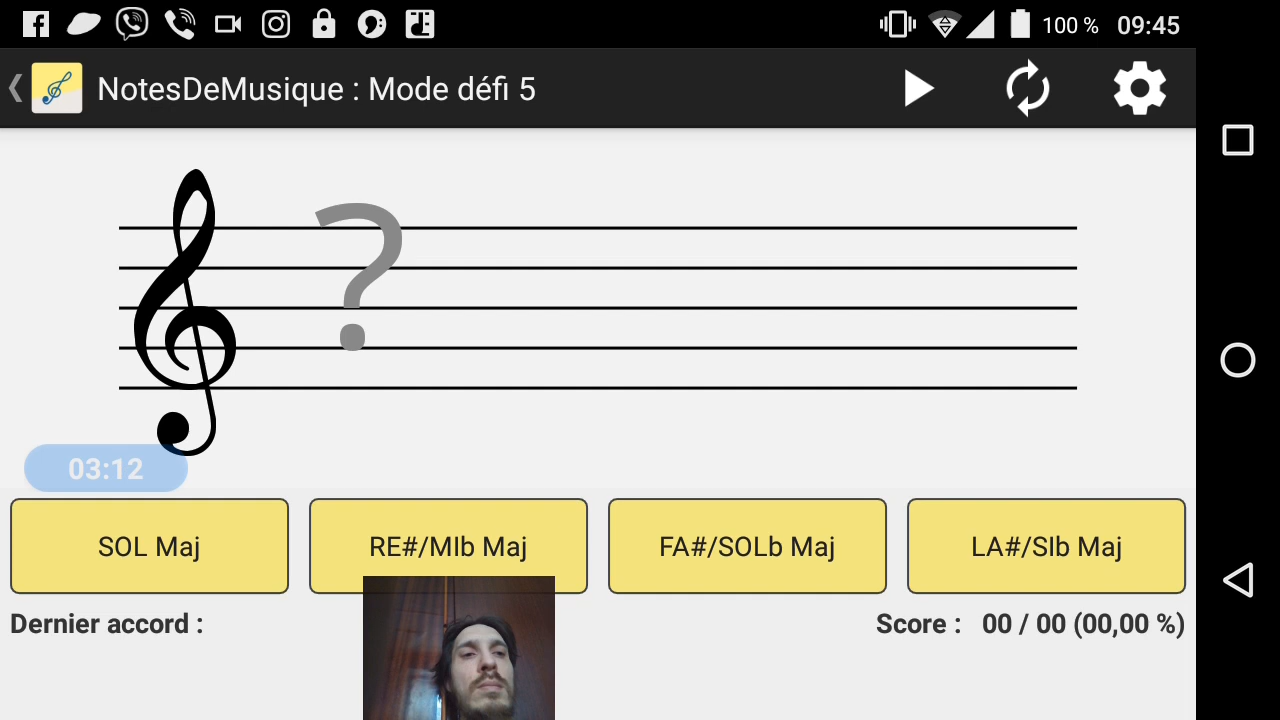 100 % 09:45
NotesDeMusique : Mode défi 5
?
03:12
SOL Maj RE#/MIb Maj FA#/SOLb Maj LA#/SIb Maj
Dernier accord : Score : 00 / 00 (00,00 %)